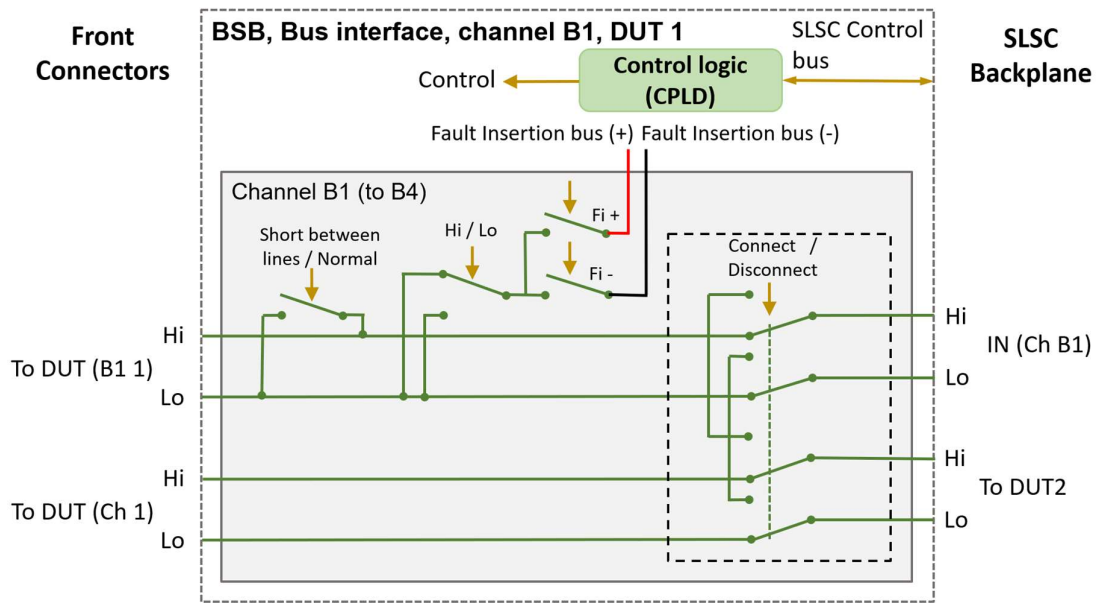 Front
Connectors
BSB, Bus interface, channel B1, DUT 1
SLSC Control
bus
SLSC
Backplane
Control
Control logic
(CPLD)
Fault Insertion bus (+)
Fault Insertion bus (-)
Channel B1 (to B4)
Short between
lines / Normal
Hi / Lo
Fi +
Fi -
Connect /
Disconnect
Hi
To DUT (B1 1)
Lo
Hi
IN (Ch B1)
Lo
Hi
To DUT (Ch 1)
Lo
Hi
To DUT2
Lo